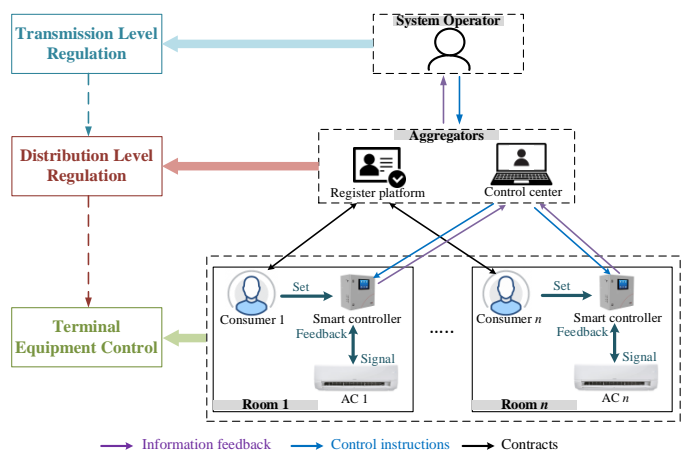 System Operator
Transmission Level
Regulation
Aggregators
Distribution Level
Regulation
Register platform
Control center
Consumer 1
Set
Smart controller
Feedback
Signal
AC 1
Room 1
.....
Consumer n
Set
Smart controller
Feedback
Signal
AC n
Room n
Terminal
Equipment Control
Information feedback
Control instructions
Contracts